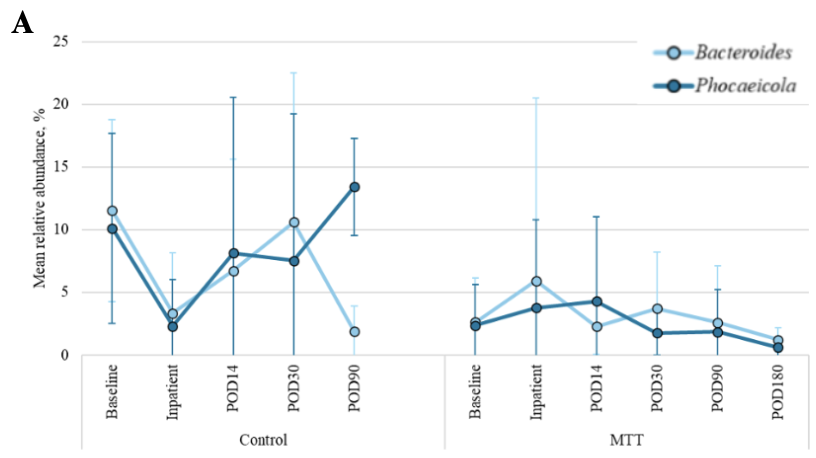 A
Bacteroides
Phocaeicola
Mean relative abundance, %
25
20
15
10
5
0
Baseline
Inpatient
POD14
POD30
POD90
Baseline
Inpatient
POD14
POD30
POD90
POD180
Control
MTT